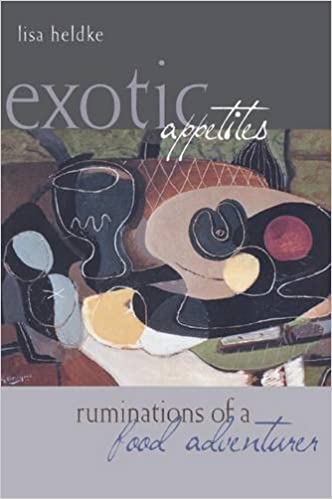 lisa heldke
exotic
appetites
ruminations of a
food adventurer